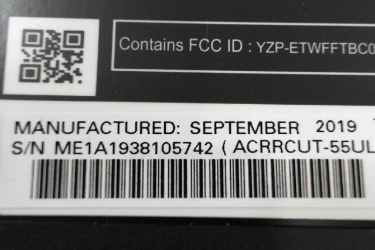 Contains FCC ID : YZP-ETWFFTBC0
MANUFACTURED: SEPTEMBER 2019
S/N ME1A1938105742 ( ACRRCUT-55UL